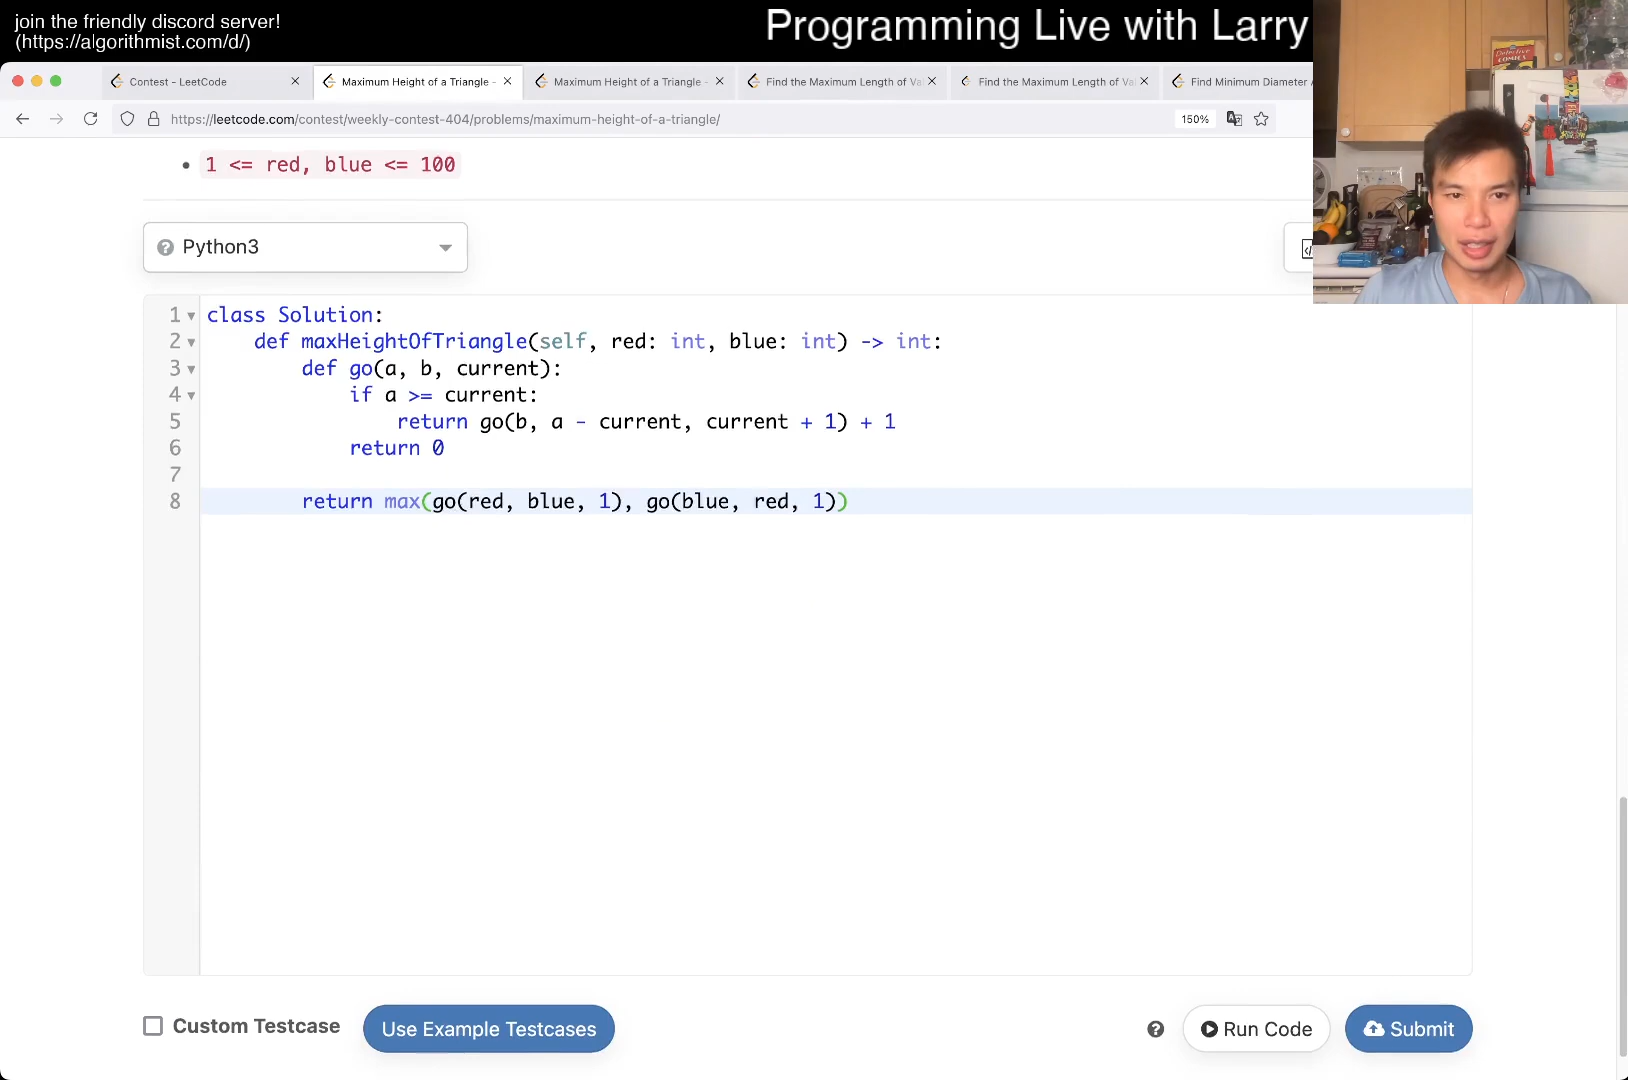 join the friendly discord server!
(https://algorithmist.com/d/)
Programming Live with Larry
Contest - LeetCode
Maximum Height of a Triangle -
Maximum Height of a Triangle -
Find the Maximum Length of Va
Find the Maximum Length of Va
Find Minimum Diameter
https://leetcode.com/contest/weekly-contest-404/problems/maximum-height-of-a-triangle/
150%
1 <= red, blue <= 100
Python3
1 class Solution:
2 def maxHeightOfTriangle(self, red: int, blue: int) -> int:
3 def go(a, b, current):
4 if a >= current:
5 return go(b, a - current, current + 1) + 1
6 return 0
7
8 return max(go(red, blue, 1), go(blue, red, 1))
Custom Testcase
Use Example Testcases
Run Code
Submit